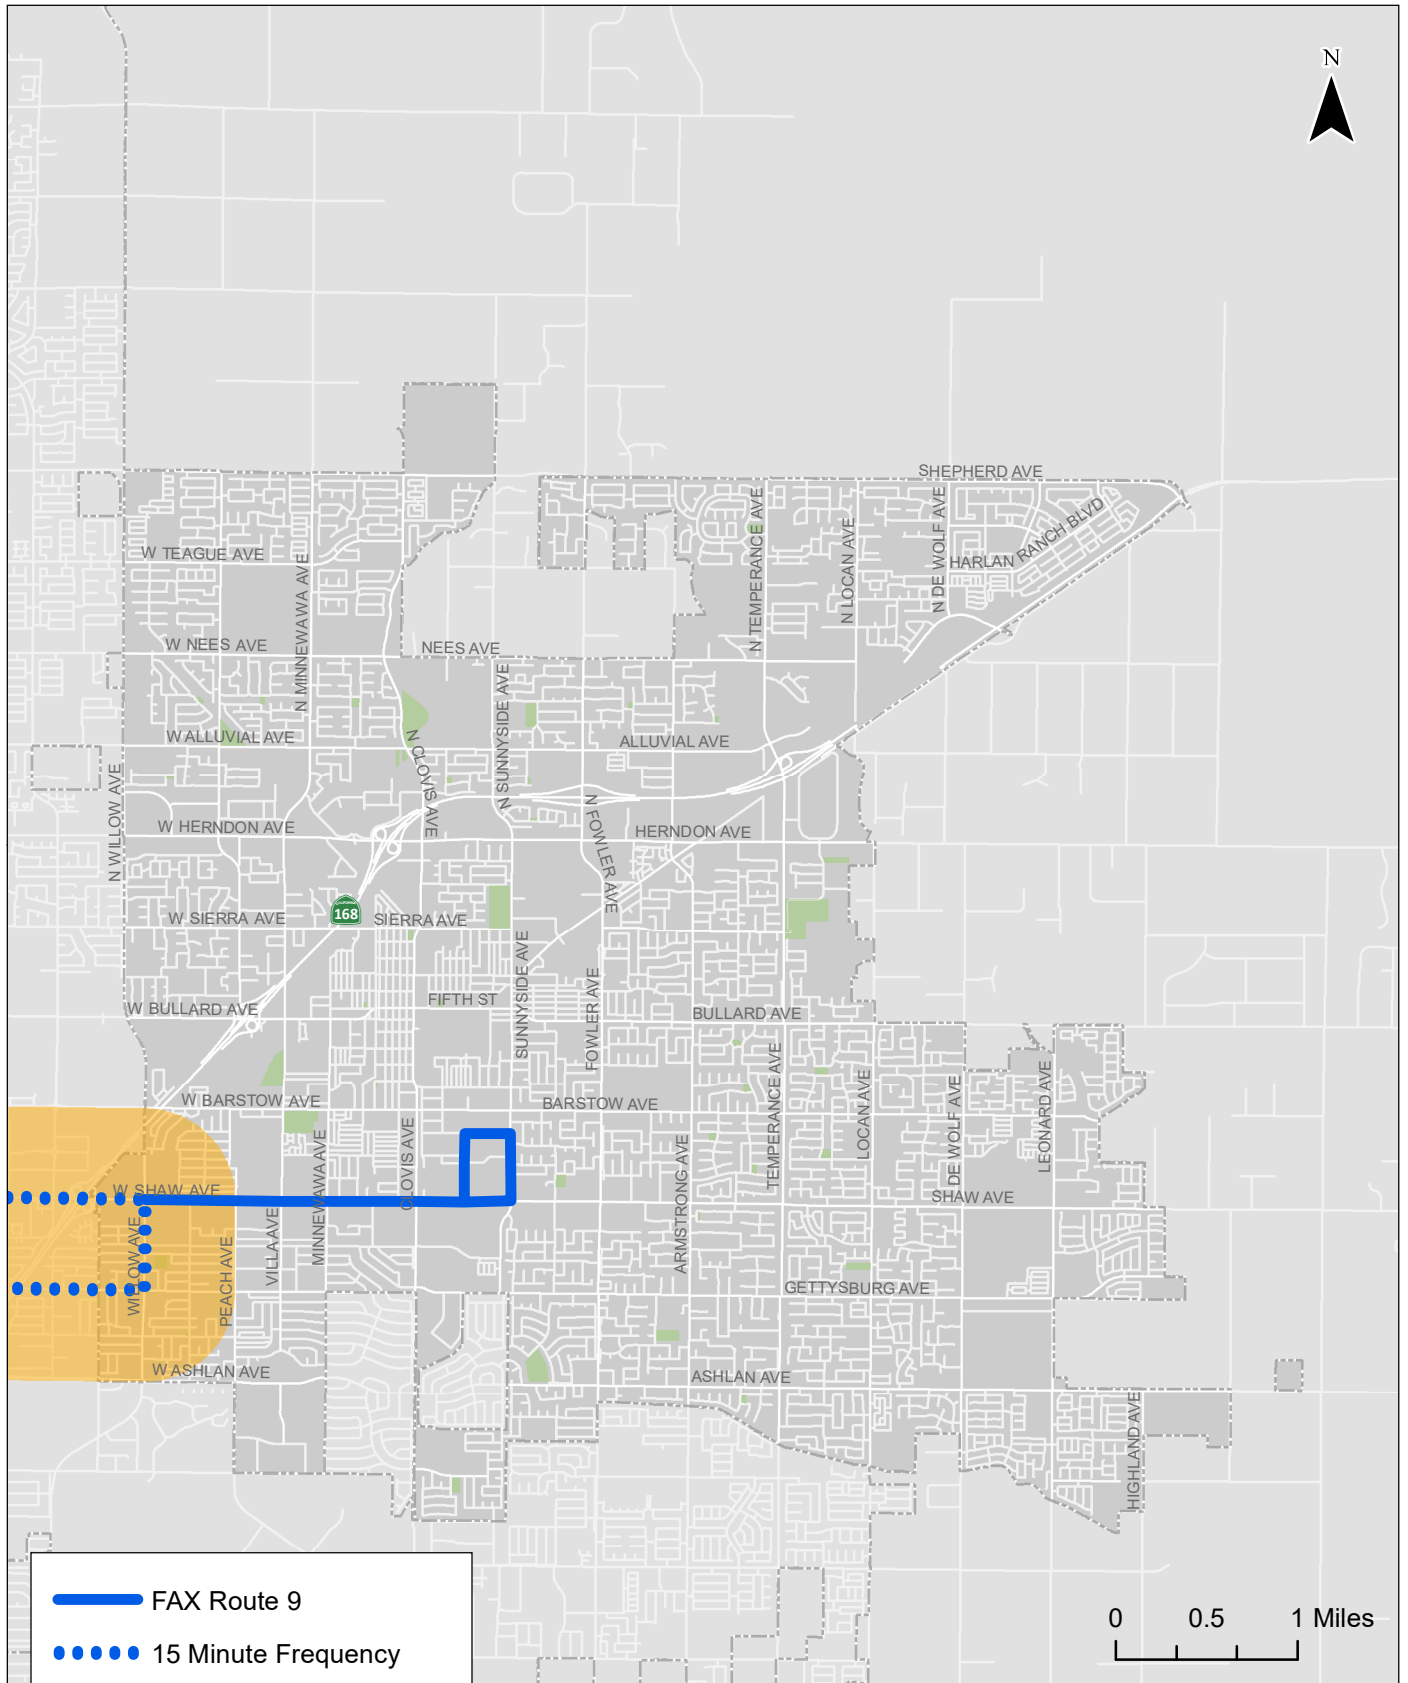 N
SHEPHERD AVE
W TEAGUE AVE
N MINNEWAWA AVE
N TEMPERANCE AVE
N LOCAN AVE
N DE WOLF AVE
HARLAN RANCH BLVD
W NEES AVE
NEES AVE
N SUNNYSIDE AVE
W ALLUVIAL AVE
N CLOVIS AVE
ALLUVIAL AVE
N WILLOW AVE
W HERNDON AVE
N FOWLER AVE
HERNDON AVE
CALIFORNIA
168
W SIERRA AVE
SIERRA AVE
SUNNYSIDE AVE
FOWLER AVE
W BULLARD AVE
FIFTH ST
BULLARD AVE
TEMPERANCE AVE
LOCAN AVE
DE WOLF AVE
LEONARD AVE
W BARSTOW AVE
BARSTOW AVE
MINNEWAWA AVE
CLOVIS AVE
ARMSTRONG AVE
W SHAW AVE
SHAW AVE
WILLOW AVE
PEACH AVE
VILLA AVE
GETTYSBURG AVE
W ASHLAN AVE
ASHLAN AVE
HIGHLAND AVE
FAX Route 9
15 Minute Frequency
0 0.5 1 Miles